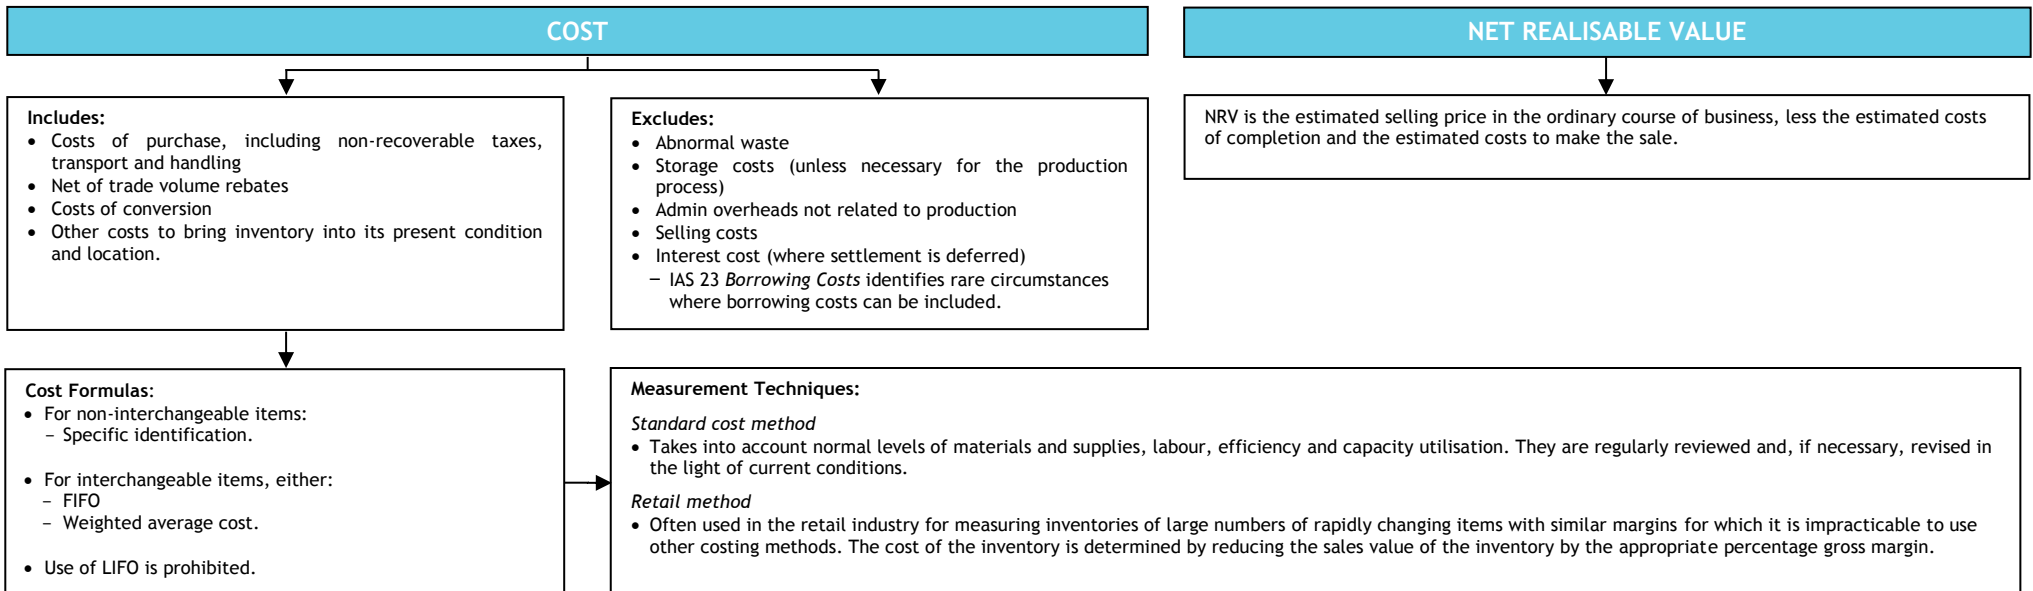 COST
NET REALISABLE VALUE
Includes:
• Costs of purchase, including non-recoverable taxes,
transport and handling
• Net of trade volume rebates
• Costs of conversion
• Other costs to bring inventory into its present condition
and location.
Excludes:
• Abnormal waste
• Storage costs (unless necessary for the production
process)
• Admin overheads not related to production
• Selling costs
• Interest cost (where settlement is deferred)
− IAS 23 Borrowing Costs identifies rare circumstances
where borrowing costs can be included.
NRV is the estimated selling price in the ordinary course of business, less the estimated costs
of completion and the estimated costs to make the sale.
Cost Formulas:
• For non-interchangeable items:
− Specific identification.
• For interchangeable items, either:
− FIFO
− Weighted average cost.
• Use of LIFO is prohibited.
Measurement Techniques:
Standard cost method
• Takes into account normal levels of materials and supplies, labour, efficiency and capacity utilisation. They are regularly reviewed and, if necessary, revised in
the light of current conditions.
Retail method
• Often used in the retail industry for measuring inventories of large numbers of rapidly changing items with similar margins for which it is impracticable to use
other costing methods. The cost of the inventory is determined by reducing the sales value of the inventory by the appropriate percentage gross margin.